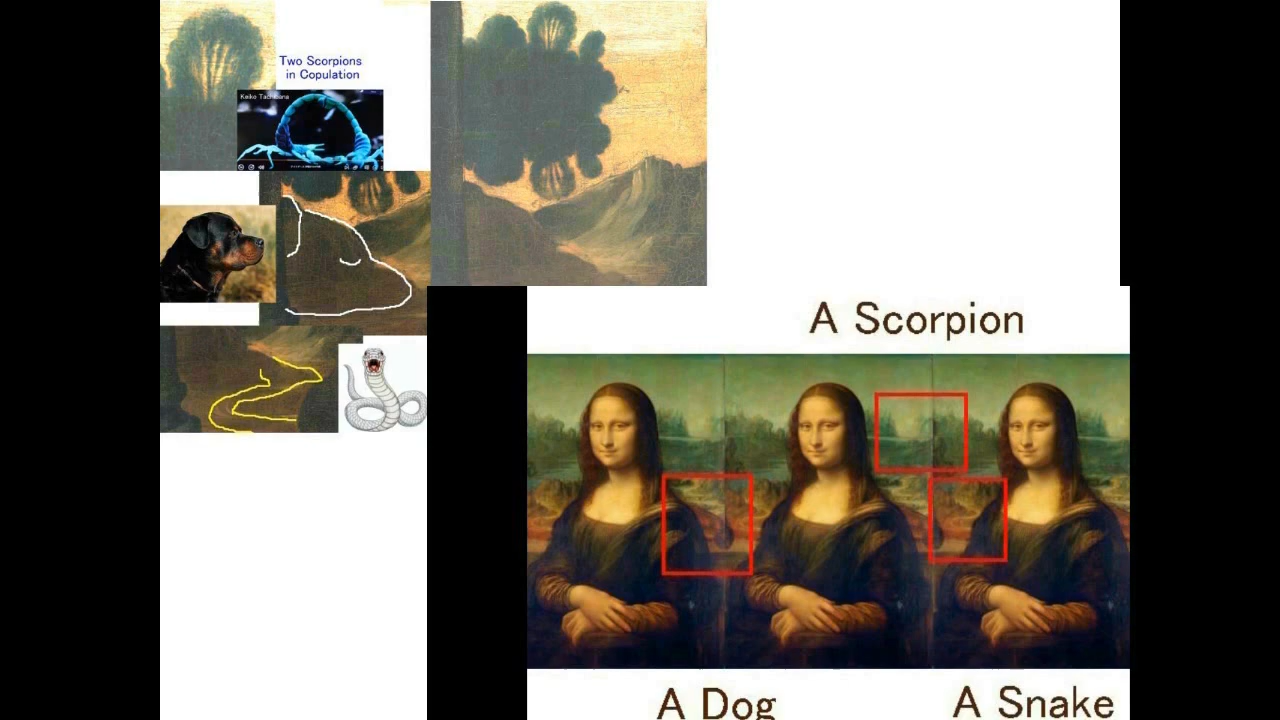 Two Scorpions
in Copulation
Keiko Tachibana
A Scorpion
A Dog
A Snake